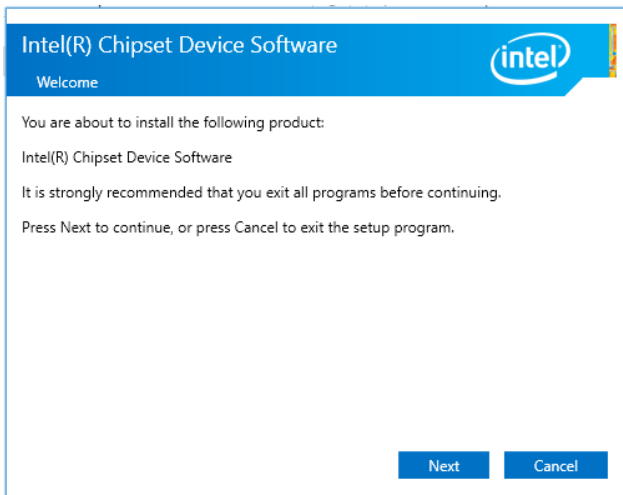 Intel(R) Chipset Device Software
intel
Welcome
You are about to install the following product:
Intel(R) Chipset Device Software
It is strongly recommended that you exit all programs before continuing.
Press Next to continue, or press Cancel to exit the setup program.
Next
Cancel